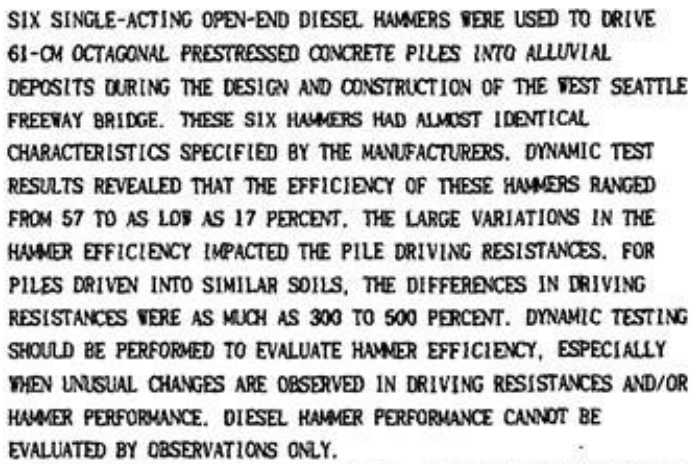 SIX SINGLE-ACTING OPEN-END DIESEL HAMMERS WERE USED TO DRIVE
61-CM OCTAGONAL PRESTRESSED CONCRETE PILES INTO ALLUVIAL
DEPOSITS DURING THE DESIGN AND CONSTRUCTION OF THE WEST SEATTLE
FREEWAY BRIDGE. THESE SIX HAMMERS HAD ALMOST IDENTICAL
CHARACTERISTICS SPECIFIED BY THE MANUFACTURERS. DYNAMIC TEST
RESULTS REVEALED THAT THE EFFICIENCY OF THESE HAMMERS RANGED
FROM 57 TO AS LOW AS 17 PERCENT. THE LARGE VARIATIONS IN THE
HAMMER EFFICIENCY IMPACTED THE PILE DRIVING RESISTANCES. FOR
PILES DRIVEN INTO SIMILAR SOILS, THE DIFFERENCES IN DRIVING
RESISTANCES WERE AS MUCH AS 300 TO 500 PERCENT. DYNAMIC TESTING
SHOULD BE PERFORMED TO EVALUATE HAMMER EFFICIENCY, ESPECIALLY
WHEN UNUSUAL CHANGES ARE OBSERVED IN DRIVING RESISTANCES AND/OR
HAMMER PERFORMANCE. DIESEL HAMMER PERFORMANCE CANNOT BE
EVALUATED BY OBSERVATIONS ONLY.